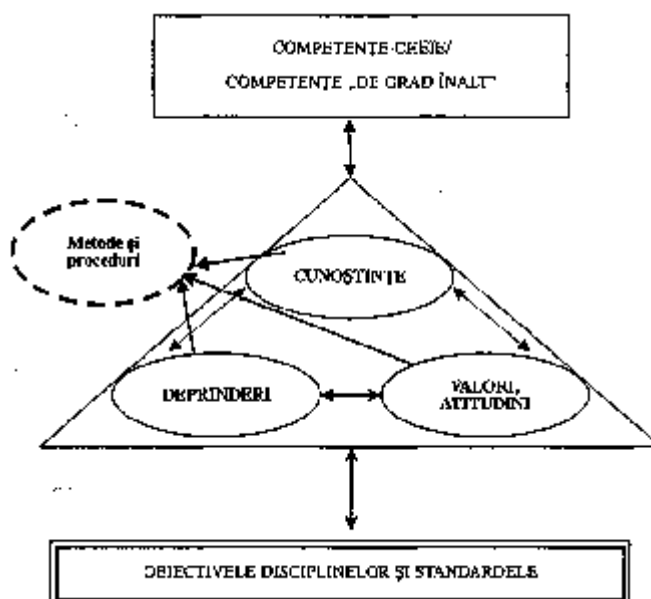 COMPETENȚE-CHEIE/
COMPETENȚE „DE GRAD ÎNALT”
Metode și
proceduri
CUNOȘTINȚE
DEPRINDERI
VALORI,
ATITUDINI
OBIECTIVELE DISCIPLINELOR ȘI STANDARDELE